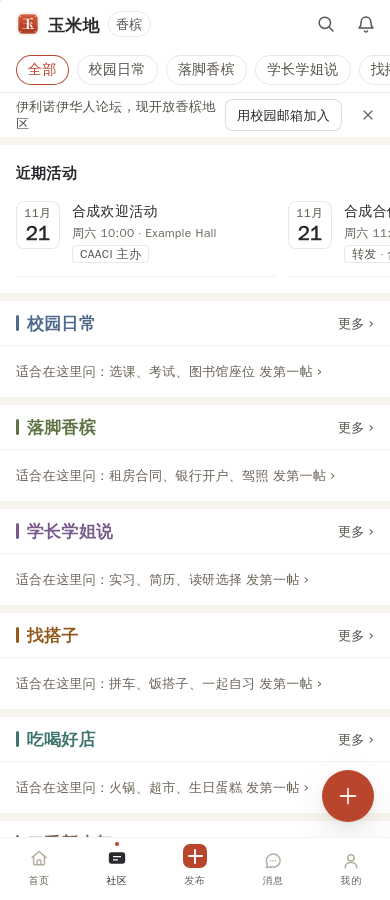 玉米地 香槟
全部 校园日常 落脚香槟 学长学姐说 找
伊利诺伊华人论坛，现开放香槟地区
用校园邮箱加入
近期活动
11月 21
合成欢迎活动
周六 10:00 · Example Hall
CAACI 主办
11月 21
合成合
周六 11:
转发 ·
校园日常 更多 ›
适合在这里问：选课、考试、图书馆座位 发第一帖 ›
落脚香槟 更多 ›
适合在这里问：租房合同、银行开户、驾照 发第一帖 ›
学长学姐说 更多 ›
适合在这里问：实习、简历、读研选择 发第一帖 ›
找搭子 更多 ›
适合在这里问：拼车、饭搭子、一起自习 发第一帖 ›
吃喝好店 更多 ›
适合在这里问：火锅、超市、生日蛋糕 发第一帖 ›
首页 社区 发布 消息 我的